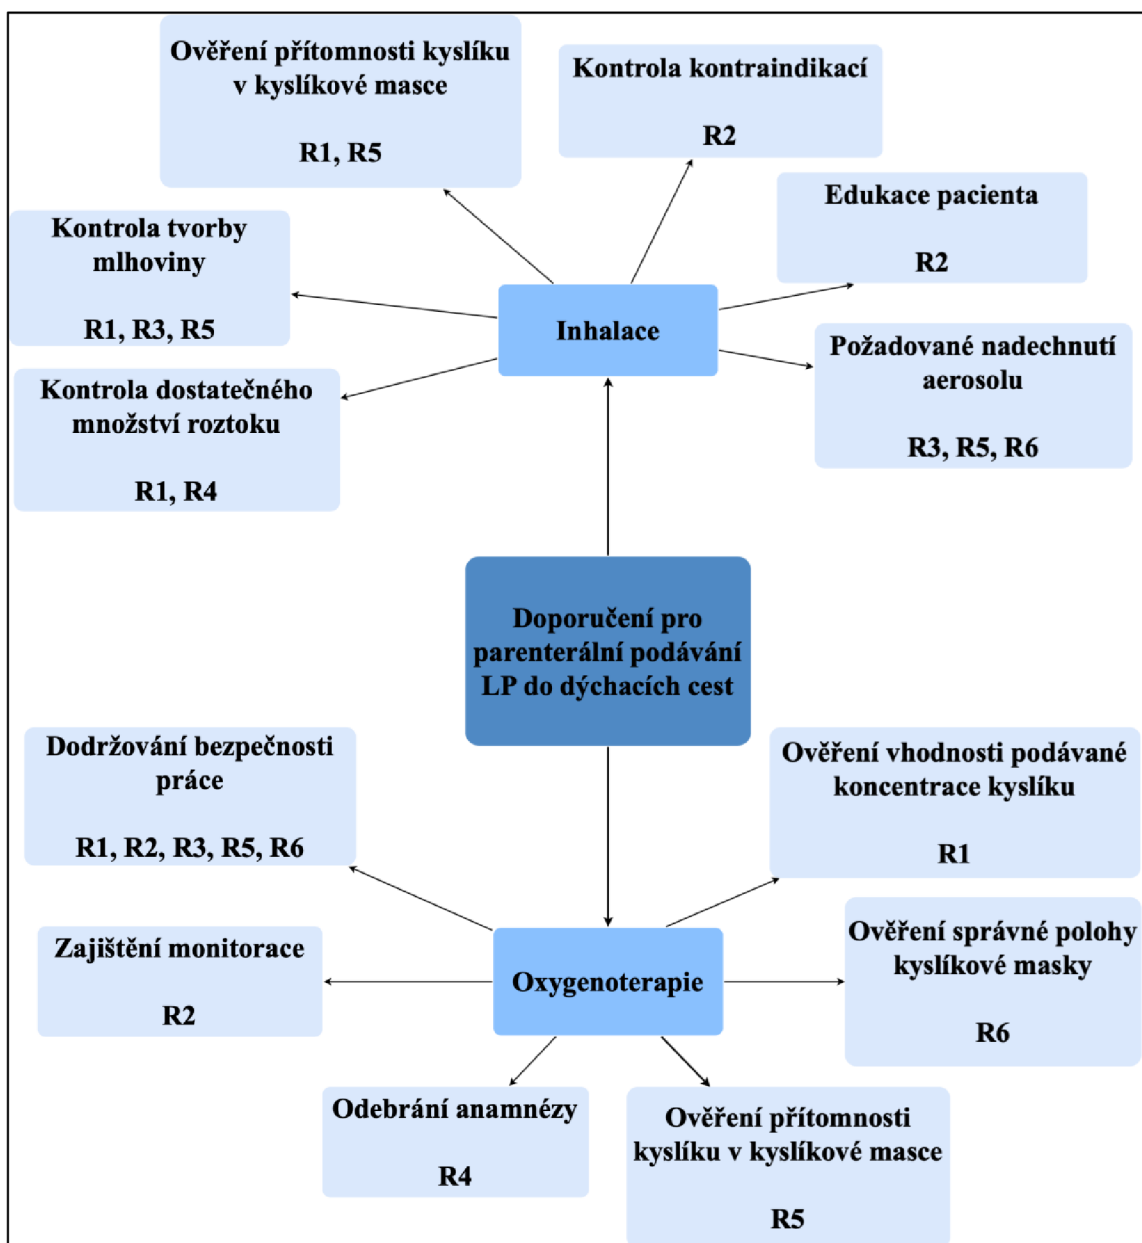 Ověření přítomnosti kyslíku
v kyslíkové masce
R1, R5
Kontrola kontraindikací
R2
Edukace pacienta
R2
Kontrola tvorby
mlhoviny
R1, R3, R5
Inhalace
Požadované nadechnutí
aerosolu
R3, R5, R6
Kontrola dostatečného
množství roztoku
R1, R4
Doporučení pro
parenterální podávání
LP do dýchacích cest
Dodržování bezpečnosti
práce
R1, R2, R3, R5, R6
Ověření vhodnosti podávané
koncentrace kyslíku
R1
Zajištění monitorace
R2
Oxygenoterapie
Ověření správné polohy
kyslíkové masky
R6
Odebrání anamnézy
R4
Ověření přítomnosti
kyslíku v kyslíkové masce
R5